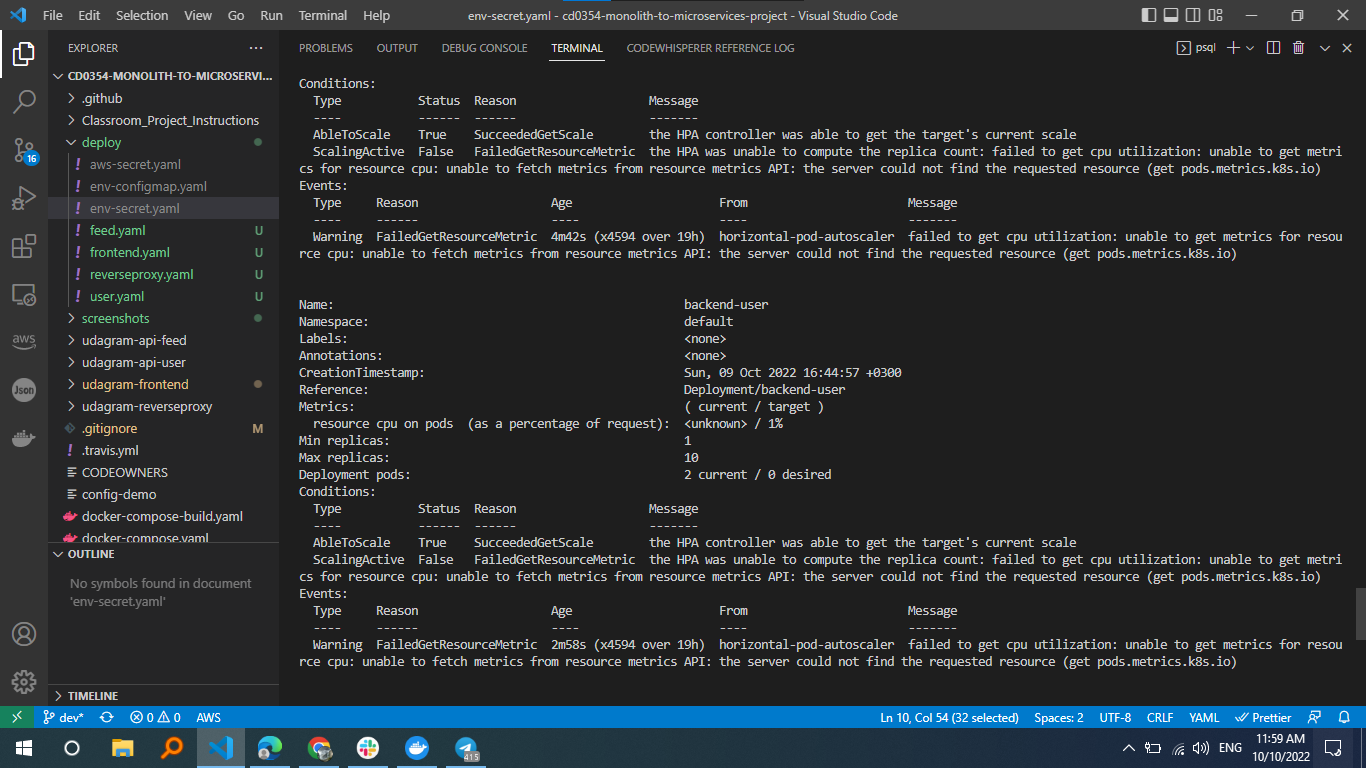 File Edit Selection View Go Run Terminal Help env-secret.yaml - cd0354-monolith-to-microservices-project - Visual Studio Code
EXPLORER
CD0354-MONOLITH-TO-MICROSERVI...
.github
Classroom_Project_Instructions
deploy
! aws-secret.yaml
! env-configmap.yaml
! env-secret.yaml
! feed.yaml U
! frontend.yaml U
! reverseproxy.yaml U
! user.yaml U
screenshots
udagram-api-feed
udagram-api-user
udagram-frontend
udagram-reverseproxy
.gitignore M
! .travis.yml
CODEOWNERS
config-demo
docker-compose-build.yaml
docker-compose.yaml
OUTLINE
No symbols found in document
'env-secret.yaml'
TIMELINE
16
aws
Json
PROBLEMS OUTPUT DEBUG CONSOLE TERMINAL CODEWHISPERER REFERENCE LOG psql
Conditions:
Type Status Reason Message
---- ------ ------ -------
AbleToScale True SucceededGetScale the HPA controller was able to get the target's current scale
ScalingActive False FailedGetResourceMetric the HPA was unable to compute the replica count: failed to get cpu utilization: unable to get metri
cs for resource cpu: unable to fetch metrics from resource metrics API: the server could not find the requested resource (get pods.metrics.k8s.io)
Events:
Type Reason Age From Message
---- ------ ---- ---- -------
Warning FailedGetResourceMetric 4m42s (x4594 over 19h) horizontal-pod-autoscaler failed to get cpu utilization: unable to get metrics for resou
rce cpu: unable to fetch metrics from resource metrics API: the server could not find the requested resource (get pods.metrics.k8s.io)
Name: backend-user
Namespace: default
Labels: <none>
Annotations: <none>
CreationTimestamp: Sun, 09 Oct 2022 16:44:57 +0300
Reference: Deployment/backend-user
Metrics: ( current / target )
resource cpu on pods (as a percentage of request): <unknown> / 1%
Min replicas: 1
Max replicas: 10
Deployment pods: 2 current / 0 desired
Conditions:
Type Status Reason Message
---- ------ ------ -------
AbleToScale True SucceededGetScale the HPA controller was able to get the target's current scale
ScalingActive False FailedGetResourceMetric the HPA was unable to compute the replica count: failed to get cpu utilization: unable to get metri
cs for resource cpu: unable to fetch metrics from resource metrics API: the server could not find the requested resource (get pods.metrics.k8s.io)
Events:
Type Reason Age From Message
---- ------ ---- ---- -------
Warning FailedGetResourceMetric 2m58s (x4594 over 19h) horizontal-pod-autoscaler failed to get cpu utilization: unable to get metrics for resou
rce cpu: unable to fetch metrics from resource metrics API: the server could not find the requested resource (get pods.metrics.k8s.io)
dev* 0 0 AWS Ln 10, Col 54 (32 selected) Spaces: 2 UTF-8 CRLF YAML Prettier
415
ENG
11:59 AM
10/10/2022